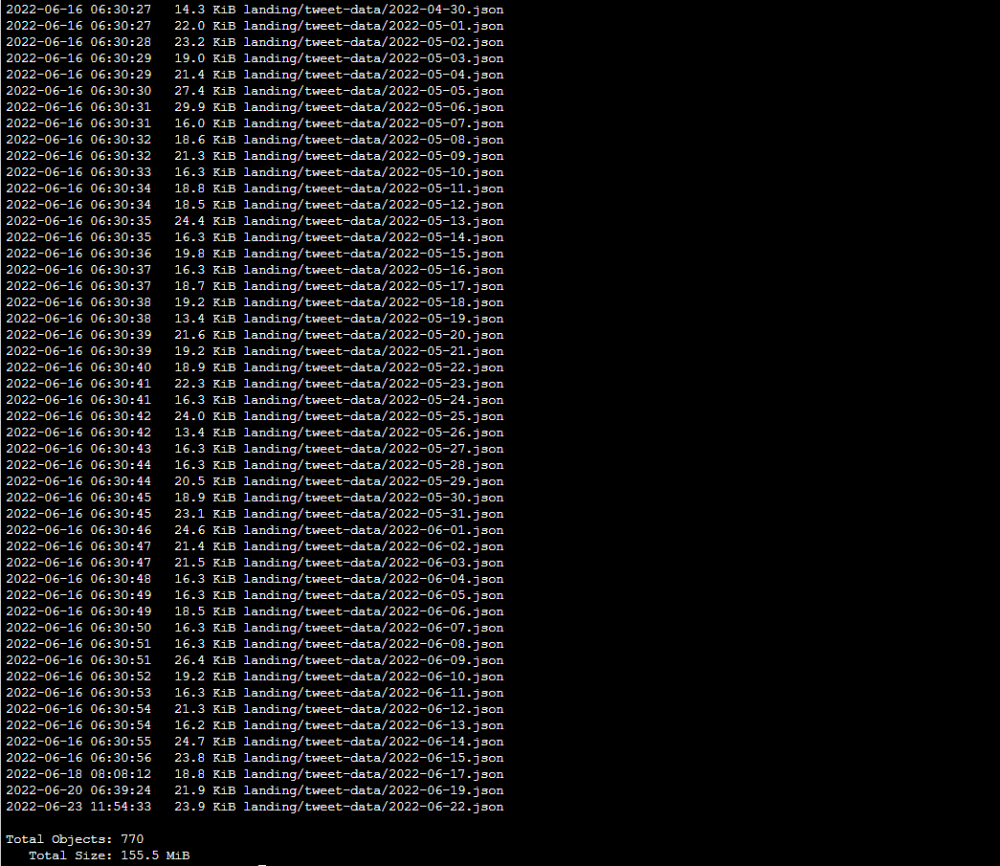 2022-06-16 06:30:27   14.3 KiB landing/tweet-data/2022-04-30.json
2022-06-16 06:30:27   22.0 KiB landing/tweet-data/2022-05-01.json
2022-06-16 06:30:28   23.2 KiB landing/tweet-data/2022-05-02.json
2022-06-16 06:30:29   19.0 KiB landing/tweet-data/2022-05-03.json
2022-06-16 06:30:29   21.4 KiB landing/tweet-data/2022-05-04.json
2022-06-16 06:30:30   27.4 KiB landing/tweet-data/2022-05-05.json
2022-06-16 06:30:31   29.9 KiB landing/tweet-data/2022-05-06.json
2022-06-16 06:30:31   16.0 KiB landing/tweet-data/2022-05-07.json
2022-06-16 06:30:32   18.6 KiB landing/tweet-data/2022-05-08.json
2022-06-16 06:30:32   21.3 KiB landing/tweet-data/2022-05-09.json
2022-06-16 06:30:33   16.3 KiB landing/tweet-data/2022-05-10.json
2022-06-16 06:30:34   18.8 KiB landing/tweet-data/2022-05-11.json
2022-06-16 06:30:34   18.5 KiB landing/tweet-data/2022-05-12.json
2022-06-16 06:30:35   24.4 KiB landing/tweet-data/2022-05-13.json
2022-06-16 06:30:35   16.3 KiB landing/tweet-data/2022-05-14.json
2022-06-16 06:30:36   19.8 KiB landing/tweet-data/2022-05-15.json
2022-06-16 06:30:37   16.3 KiB landing/tweet-data/2022-05-16.json
2022-06-16 06:30:37   18.7 KiB landing/tweet-data/2022-05-17.json
2022-06-16 06:30:38   19.2 KiB landing/tweet-data/2022-05-18.json
2022-06-16 06:30:38   13.4 KiB landing/tweet-data/2022-05-19.json
2022-06-16 06:30:39   21.6 KiB landing/tweet-data/2022-05-20.json
2022-06-16 06:30:39   19.2 KiB landing/tweet-data/2022-05-21.json
2022-06-16 06:30:40   18.9 KiB landing/tweet-data/2022-05-22.json
2022-06-16 06:30:41   22.3 KiB landing/tweet-data/2022-05-23.json
2022-06-16 06:30:41   16.3 KiB landing/tweet-data/2022-05-24.json
2022-06-16 06:30:42   24.0 KiB landing/tweet-data/2022-05-25.json
2022-06-16 06:30:42   13.4 KiB landing/tweet-data/2022-05-26.json
2022-06-16 06:30:43   16.3 KiB landing/tweet-data/2022-05-27.json
2022-06-16 06:30:44   16.3 KiB landing/tweet-data/2022-05-28.json
2022-06-16 06:30:44   20.5 KiB landing/tweet-data/2022-05-29.json
2022-06-16 06:30:45   18.9 KiB landing/tweet-data/2022-05-30.json
2022-06-16 06:30:45   23.1 KiB landing/tweet-data/2022-05-31.json
2022-06-16 06:30:46   24.6 KiB landing/tweet-data/2022-06-01.json
2022-06-16 06:30:47   21.4 KiB landing/tweet-data/2022-06-02.json
2022-06-16 06:30:47   21.5 KiB landing/tweet-data/2022-06-03.json
2022-06-16 06:30:48   16.3 KiB landing/tweet-data/2022-06-04.json
2022-06-16 06:30:49   16.3 KiB landing/tweet-data/2022-06-05.json
2022-06-16 06:30:49   18.5 KiB landing/tweet-data/2022-06-06.json
2022-06-16 06:30:50   16.3 KiB landing/tweet-data/2022-06-07.json
2022-06-16 06:30:51   16.3 KiB landing/tweet-data/2022-06-08.json
2022-06-16 06:30:51   26.4 KiB landing/tweet-data/2022-06-09.json
2022-06-16 06:30:52   19.2 KiB landing/tweet-data/2022-06-10.json
2022-06-16 06:30:53   16.3 KiB landing/tweet-data/2022-06-11.json
2022-06-16 06:30:54   21.3 KiB landing/tweet-data/2022-06-12.json
2022-06-16 06:30:54   16.2 KiB landing/tweet-data/2022-06-13.json
2022-06-16 06:30:55   24.7 KiB landing/tweet-data/2022-06-14.json
2022-06-16 06:30:56   23.8 KiB landing/tweet-data/2022-06-15.json
2022-06-18 08:08:12   18.8 KiB landing/tweet-data/2022-06-17.json
2022-06-20 06:39:24   21.9 KiB landing/tweet-data/2022-06-19.json
2022-06-23 11:54:33   23.9 KiB landing/tweet-data/2022-06-22.json
Total Objects: 770
Total Size: 155.5 MiB